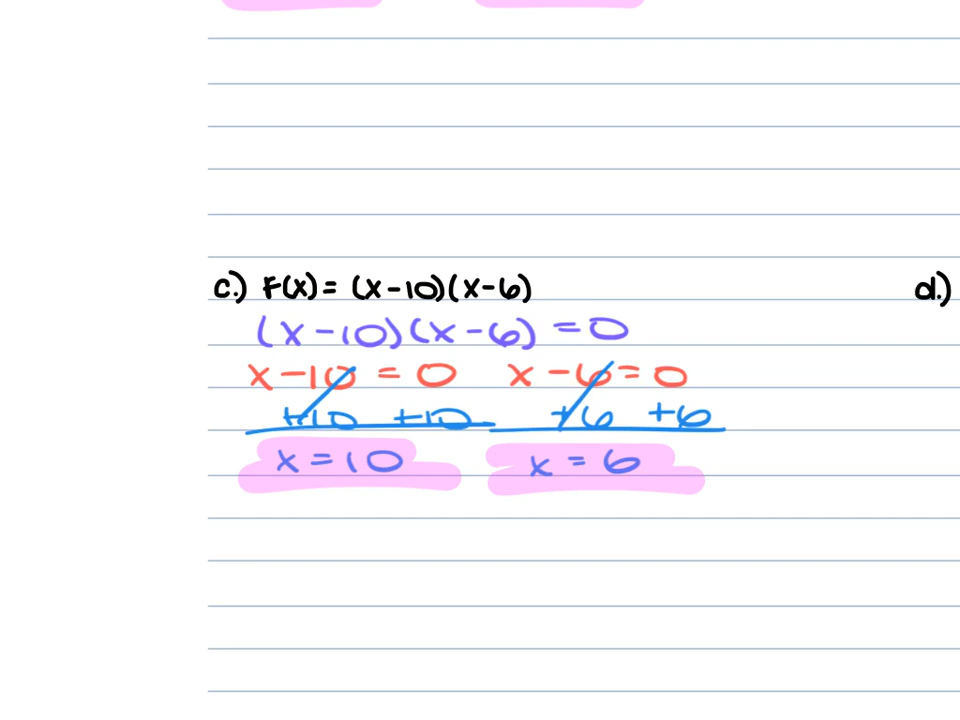 c.) F(x) = (x-10)(x-6) d.)
(x-10)(x-6) = 0
x-10 = 0 x-6 = 0
+10 +10 +6 +6
x = 10 x = 6